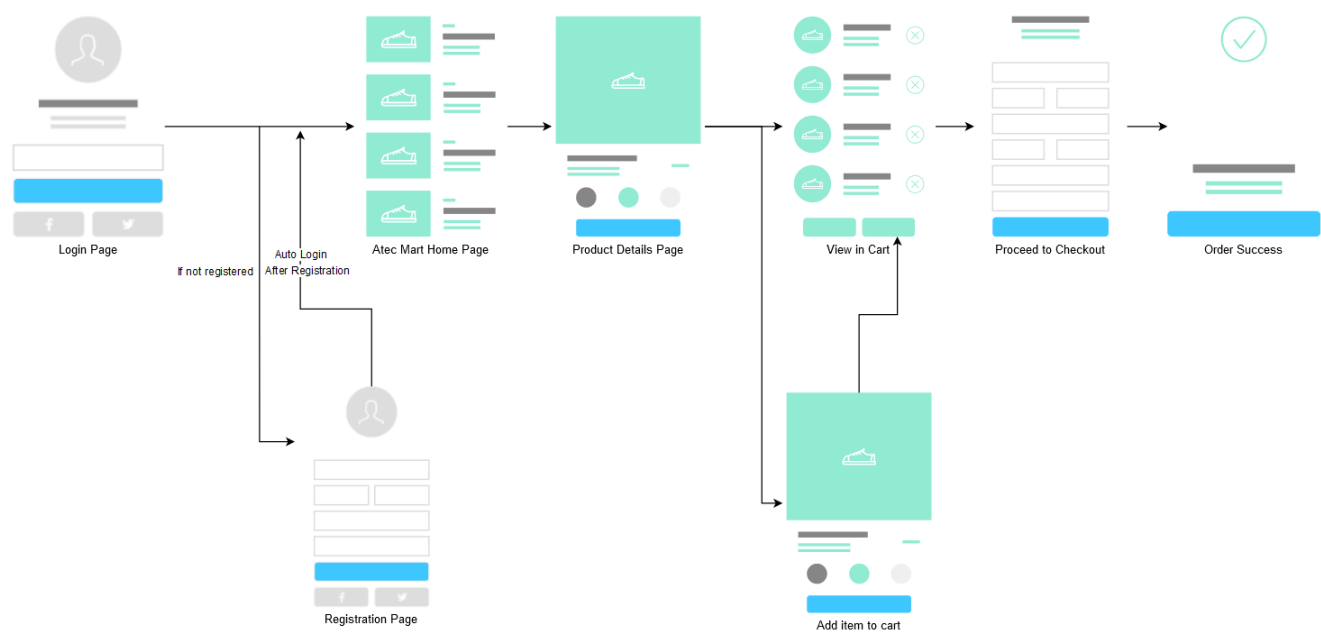 Login Page
Atec Mart Home Page
Product Details Page
View in Cart
Proceed to Checkout
Order Success
If not registered
Auto Login
After Registration
Registration Page
Add item to cart